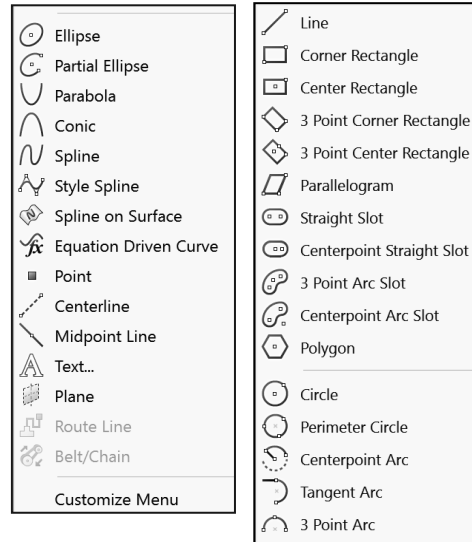 Ellipse
Partial Ellipse
Parabola
Conic
Spline
Style Spline
Spline on Surface
Equation Driven Curve
Point
Centerline
Midpoint Line
Text...
Plane
Route Line
Belt/Chain
Customize Menu
Line
Corner Rectangle
Center Rectangle
3 Point Corner Rectangle
3 Point Center Rectangle
Parallelogram
Straight Slot
Centerpoint Straight Slot
3 Point Arc Slot
Centerpoint Arc Slot
Polygon
Circle
Perimeter Circle
Centerpoint Arc
Tangent Arc
3 Point Arc